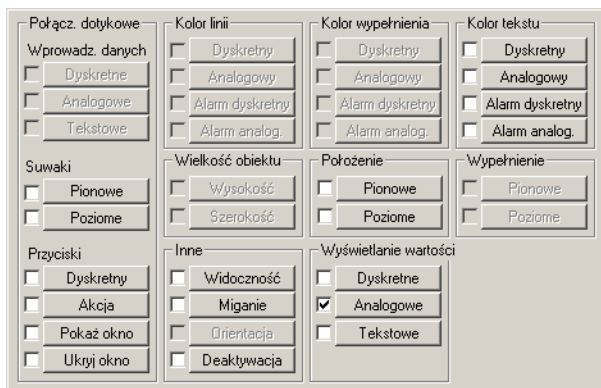 Połącz. dotykowe
Wprowadz. danych
Dyskretne
Analogowe
Tekstowe
Suwaki
Pionowe
Poziome
Przyciski
Dyskretny
Akcja
Pokaż okno
Ukryj okno
Kolor linii
Dyskretny
Analogowy
Alarm dyskretny
Alarm analog.
Kolor wypełnienia
Dyskretny
Analogowy
Alarm dyskretny
Alarm analog.
Kolor tekstu
Dyskretny
Analogowy
Alarm dyskretny
Alarm analog.
Wielkość obiektu
Wysokość
Szerokość
Położenie
Pionowe
Poziome
Wypełnienie
Pionowe
Poziome
Inne
Widoczność
Miganie
Orientacja
Deaktywacja
Wyświetlanie wartości
Dyskretne
Analogowe
Tekstowe